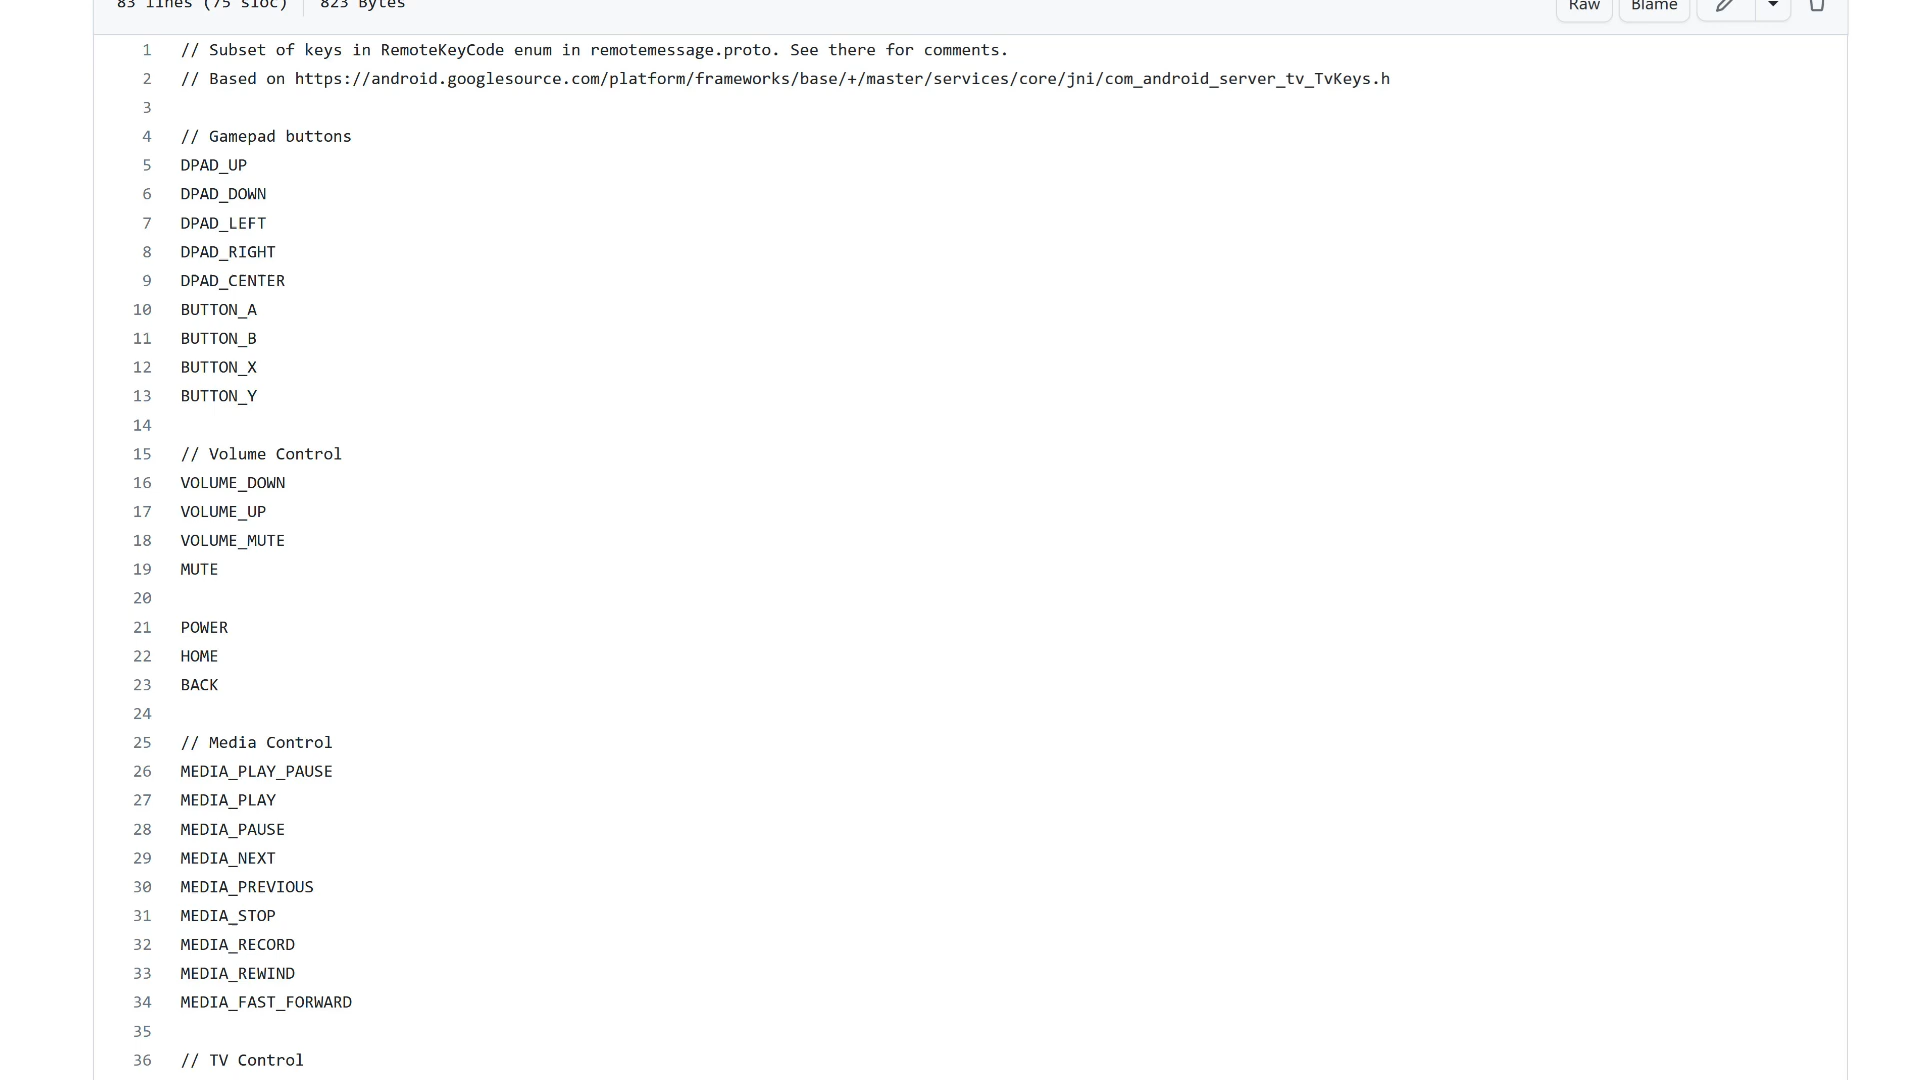 83 lines (75 sloc) 823 Bytes Raw Blame
1 // Subset of keys in RemoteKeyCode enum in remotemessage.proto. See there for comments.
2 // Based on https://android.googlesource.com/platform/frameworks/base/+/master/services/core/jni/com_android_server_tv_TvKeys.h
3
4 // Gamepad buttons
5 DPAD_UP
6 DPAD_DOWN
7 DPAD_LEFT
8 DPAD_RIGHT
9 DPAD_CENTER
10 BUTTON_A
11 BUTTON_B
12 BUTTON_X
13 BUTTON_Y
14
15 // Volume Control
16 VOLUME_DOWN
17 VOLUME_UP
18 VOLUME_MUTE
19 MUTE
20
21 POWER
22 HOME
23 BACK
24
25 // Media Control
26 MEDIA_PLAY_PAUSE
27 MEDIA_PLAY
28 MEDIA_PAUSE
29 MEDIA_NEXT
30 MEDIA_PREVIOUS
31 MEDIA_STOP
32 MEDIA_RECORD
33 MEDIA_REWIND
34 MEDIA_FAST_FORWARD
35
36 // TV Control